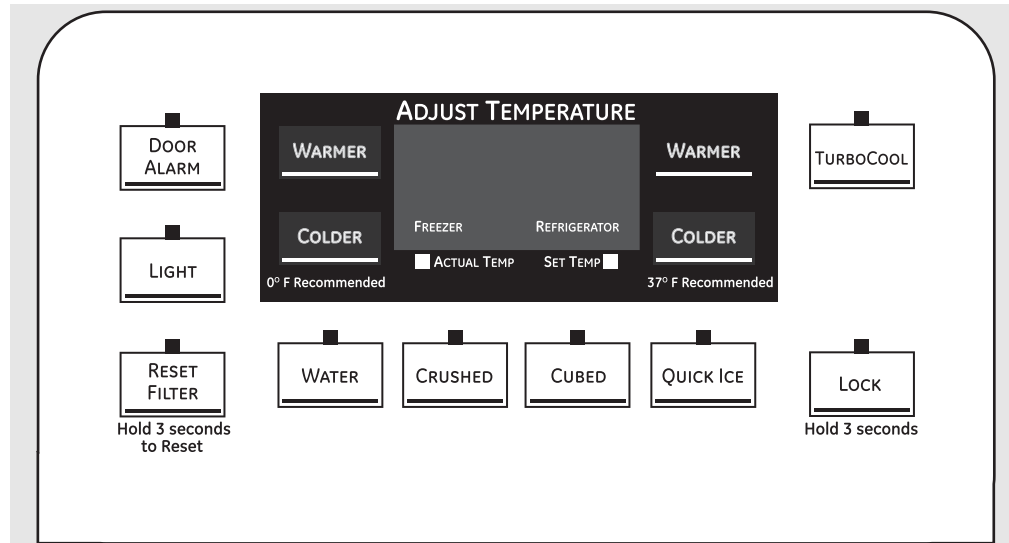 ADJUST TEMPERATURE
DOOR
ALARM
WARMER
WARMER
TURBOCOOL
COLDER
FREEZER
REFRIGERATOR
COLDER
LIGHT
ACTUAL TEMP
SET TEMP
0° F Recommended
37° F Recommended
RESET
FILTER
WATER
CRUSHED
CUBED
QUICK ICE
LOCK
Hold 3 seconds
to Reset
Hold 3 seconds